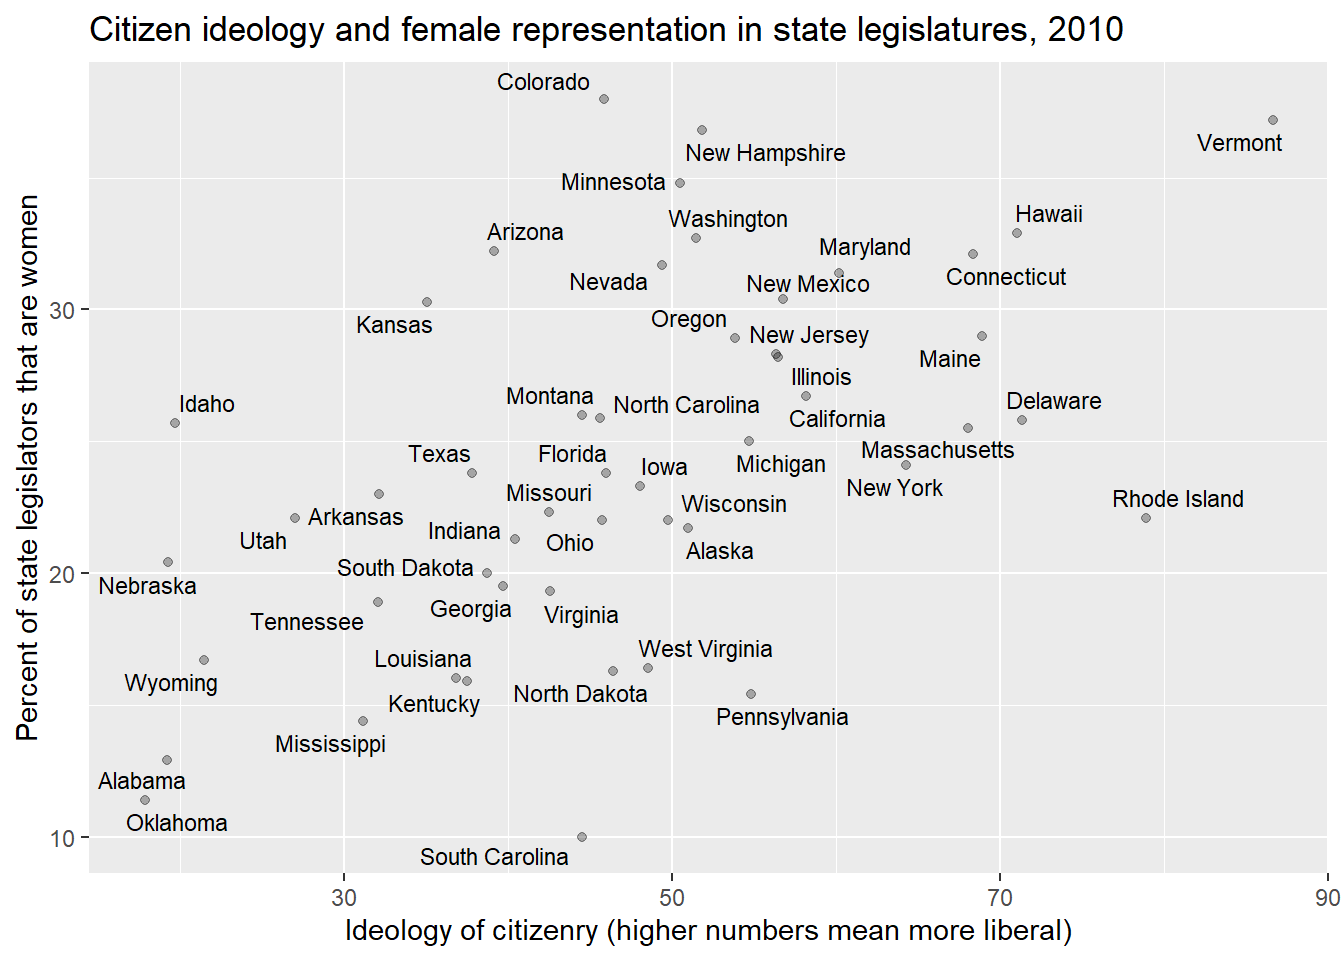 Citizen ideology and female representation in state legislatures, 2010
Percent of state legislators that are women
Colorado
Vermont
New Hampshire
Minnesota
Hawaii
Washington
Arizona
Maryland
Connecticut
Nevada
New Mexico
30
Oregon
Kansas
New Jersey
Maine
Illinois
Montana
Delaware
Idaho
North Carolina
California
Massachusetts
Texas
Florida
Michigan
Iowa
New York
Missouri
Rhode Island
Wisconsin
Arkansas
Indiana
Utah
Ohio
Alaska
South Dakota
20
Nebraska
Georgia
Virginia
Tennessee
West Virginia
Louisiana
Wyoming
North Dakota
Kentucky
Pennsylvania
Mississippi
Alabama
Oklahoma
10
South Carolina
30
50
70
90
Ideology of citizenry (higher numbers mean more liberal)